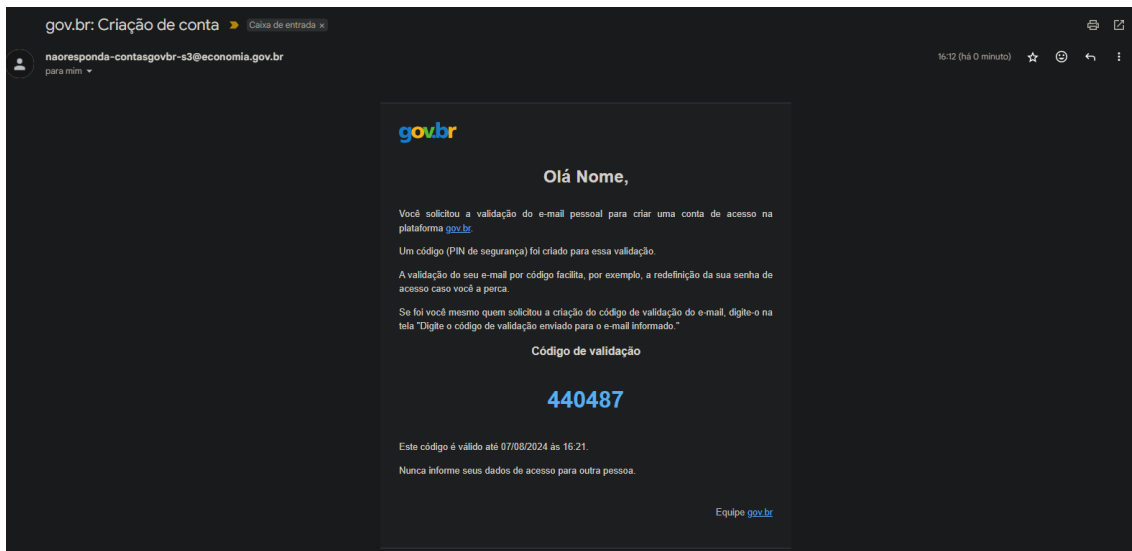 gov.br: Criação de conta Caixa de entrada x
naoresponda-contasgovbr-s3@economia.gov.br 16:12 (há 0 minuto)
para mim
gov.br
Olá Nome,
Você solicitou a validação do e-mail pessoal para criar uma conta de acesso na
plataforma gov.br.
Um código (PIN de segurança) foi criado para essa validação.
A validação do seu e-mail por código facilita, por exemplo, a redefinição da sua senha de
acesso caso você a perca.
Se foi você mesmo quem solicitou a criação do código de validação do e-mail, digite-o na
tela "Digite o código de validação enviado para o e-mail informado."
Código de validação
440487
Este código é válido até 07/08/2024 às 16:21.
Nunca informe seus dados de acesso para outra pessoa.
Equipe gov.br